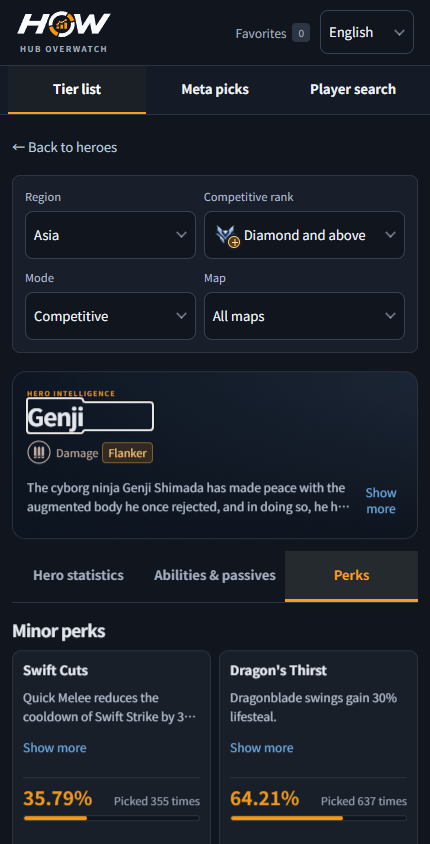 HOW
HUB OVERWATCH
Favorites 0
English
Tier list
Meta picks
Player search
← Back to heroes
Region
Competitive rank
Asia
Diamond and above
Mode
Map
Competitive
All maps
HERO INTELLIGENCE
Genji
Damage
Flanker
The cyborg ninja Genji Shimada has made peace with the
augmented body he once rejected, and in doing so, he h…
Show
more
Hero statistics
Abilities & passives
Perks
Minor perks
Swift Cuts
Quick Melee reduces the
cooldown of Swift Strike by 3…
Show more
35.79%
Picked 355 times
Dragon's Thirst
Dragonblade swings gain 30%
lifesteal.
Show more
64.21%
Picked 637 times